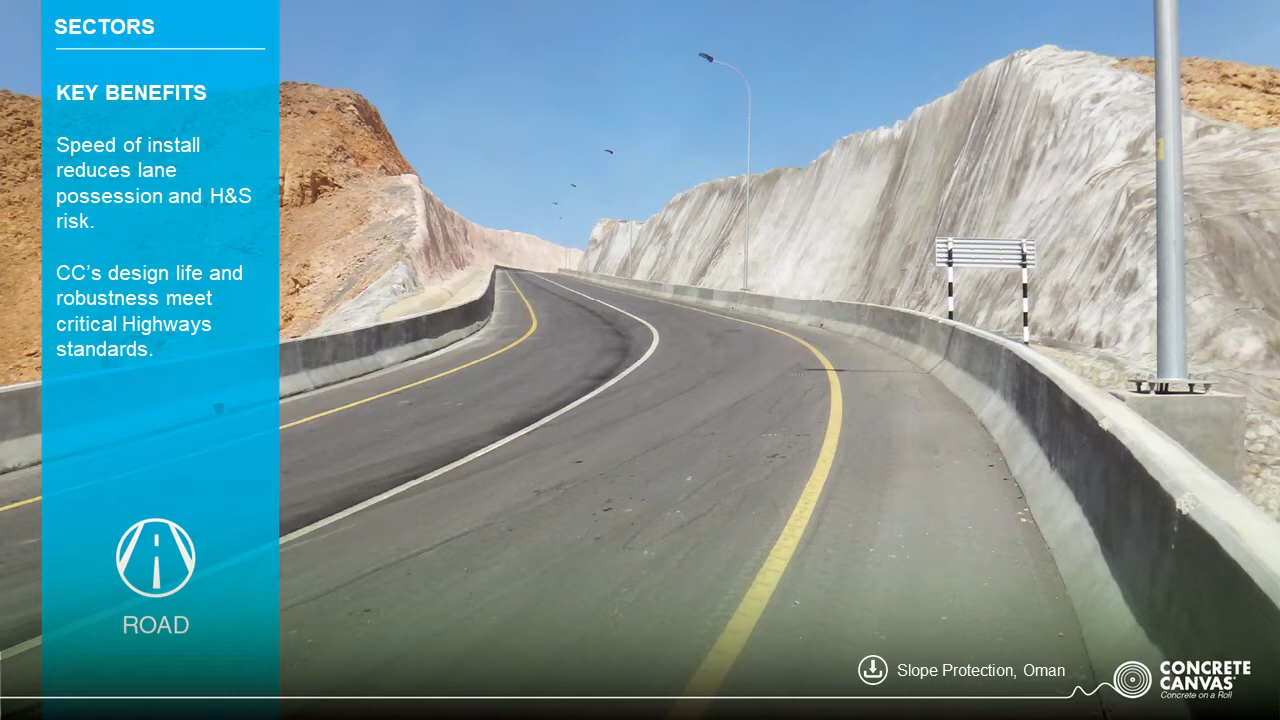 SECTORS
KEY BENEFITS
Speed of install
reduces lane
possession and H&S
risk.
CC’s design life and
robustness meet
critical Highways
standards.
ROAD
Slope Protection, Oman
CONCRETE
CANVAS®
Concrete on a Roll